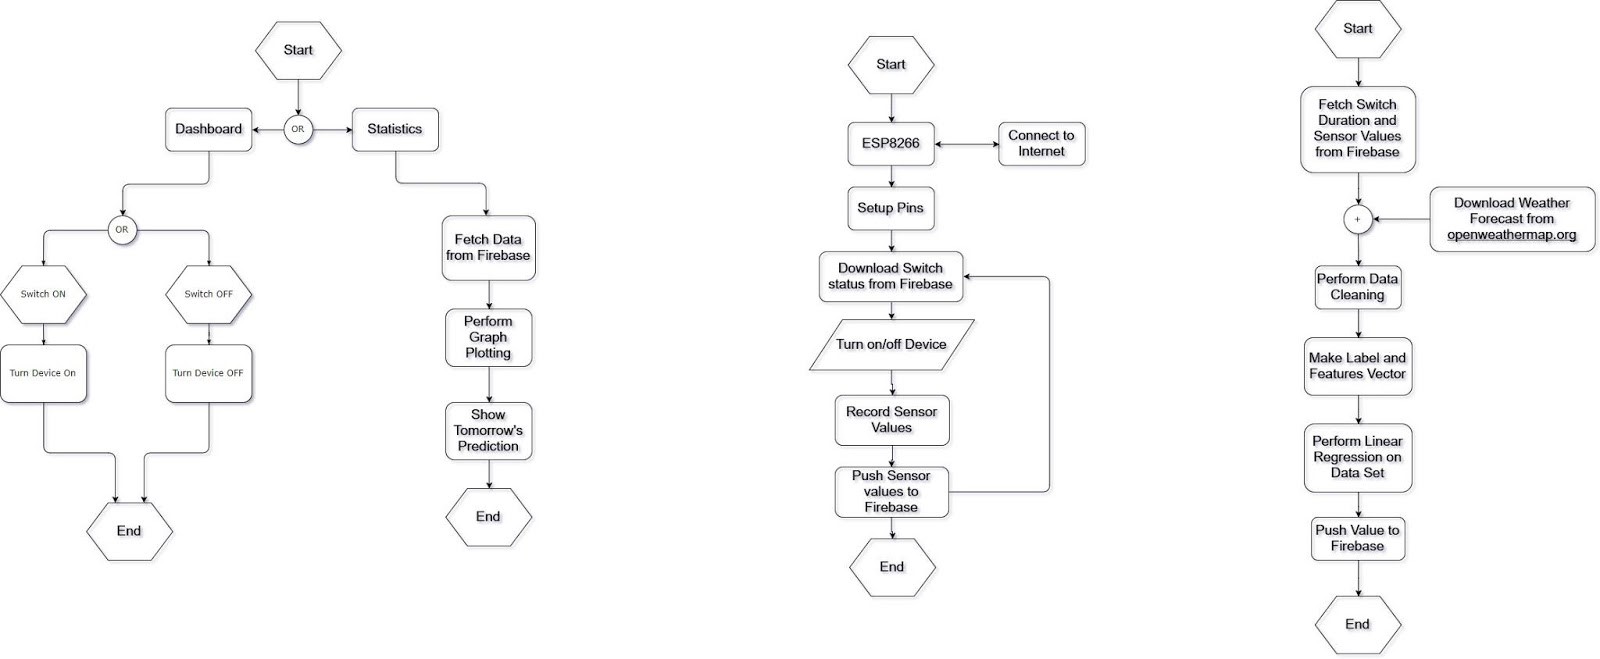 Start
OR
Dashboard
Statistics
OR
Switch ON
Switch OFF
Turn Device On
Turn Device OFF
End
Fetch Data
from Firebase
Perform
Graph
Plotting
Show
Tomorrow's
Prediction
End
Start
ESP8266
Connect to
Internet
Setup Pins
Download Switch
status from Firebase
Turn on/off Device
Record Sensor
Values
Push Sensor
values to
Firebase
End
Start
Fetch Switch
Duration and
Sensor Values
from Firebase
+
Download Weather
Forecast from
openweathermap.org
Perform Data
Cleaning
Make Label and
Features Vector
Perform Linear
Regression on
Data Set
Push Value to
Firebase
End